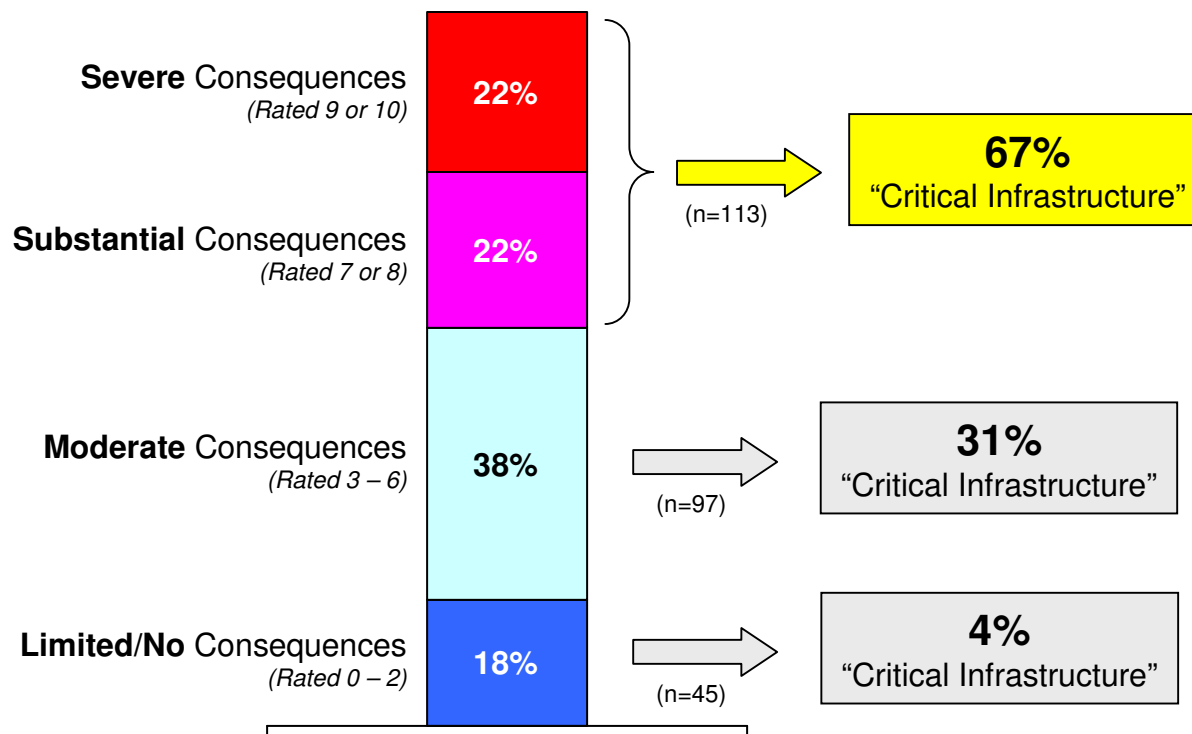 Severe Consequences
(Rated 9 or 10)
22%
67%
“Critical Infrastructure”
(n=113)
Substantial Consequences
(Rated 7 or 8)
22%
Moderate Consequences
(Rated 3 – 6)
38%
(n=97)
31%
“Critical Infrastructure”
Limited/No Consequences
(Rated 0 – 2)
18%
(n=45)
4%
“Critical Infrastructure”